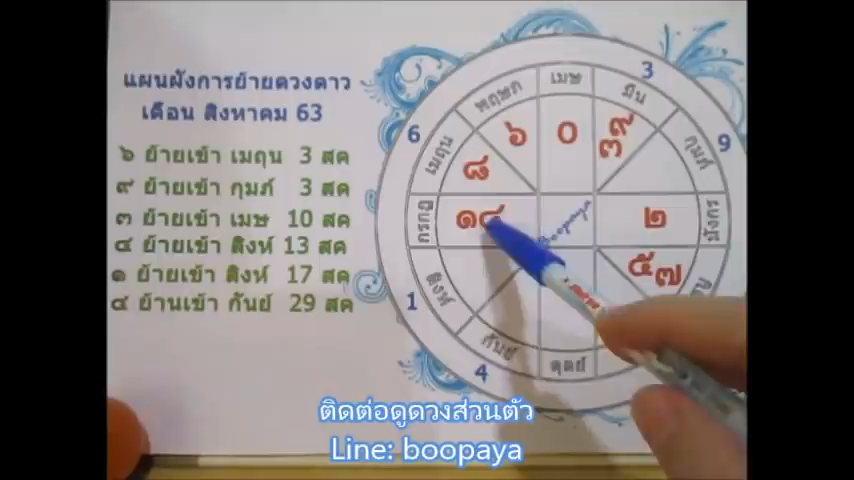 แผนผังการย้ายดวงดาว
เดือน สิงหาคม 63
๖ ย้ายเข้า เมถุน 3 สค
๙ ย้ายเข้า กุมภ์ 3 สค
๓ ย้ายเข้า เมษ 10 สค
๔ ย้ายเข้า สิงห์ 13 สค
๑ ย้ายเข้า สิงห์ 17 สค
๔ ย้านเข้า กันย์ 29 สค
3
เมษ
พฤษภ
มีน
6
เมถุน
กุมภ์
9
๖
๐
๓๙
๘
กรกฎ
๑๔
๒
มังกร
Boopaya
๕๗
สิงห์
1
กันย์
ตุลย์
4
ติดต่อดูดวงส่วนตัว
Line: boopaya